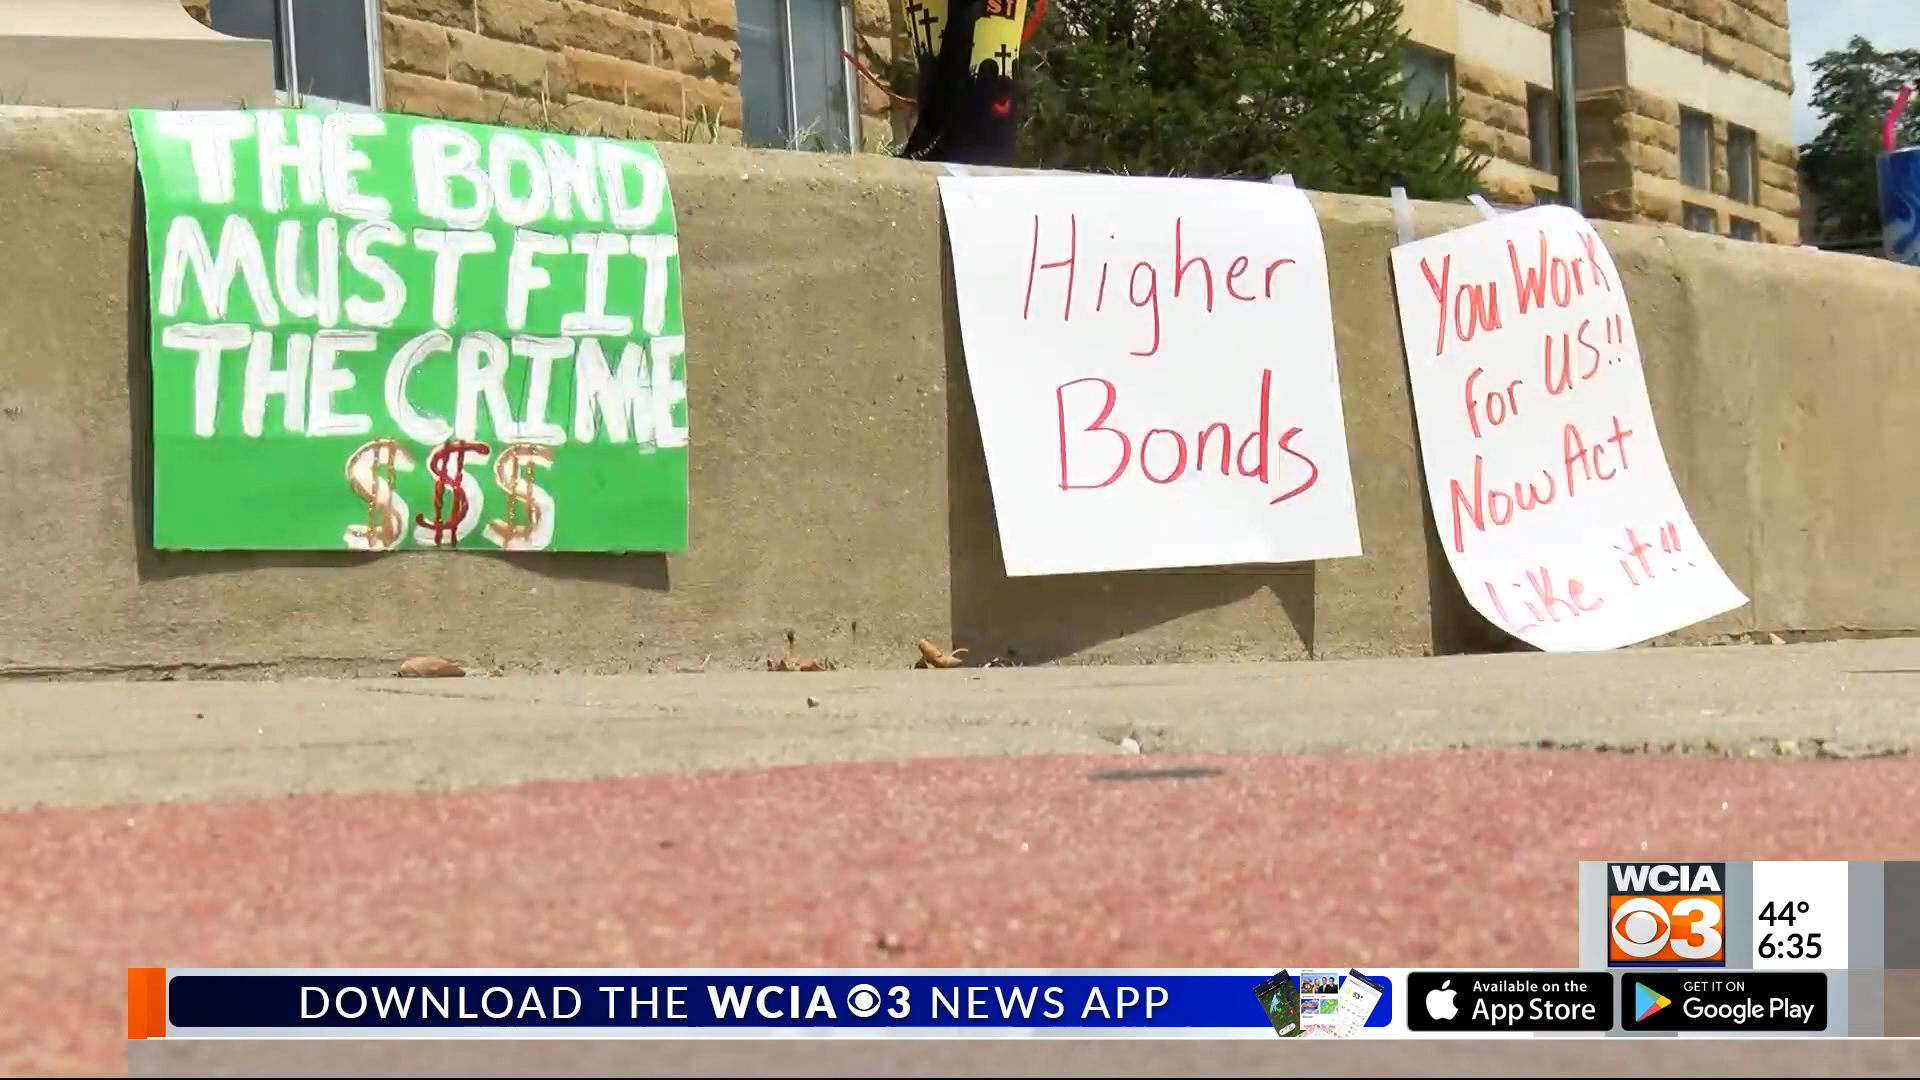 THE BOND
MUST FIT
THE CRIME
$$$
Higher
Bonds
You Work
For US!!
Now Act
Like it!!
ST
WCIA
3
44°
6:35
DOWNLOAD THE WCIA 3 NEWS APP
Available on the
App Store
GET IT ON
Google Play